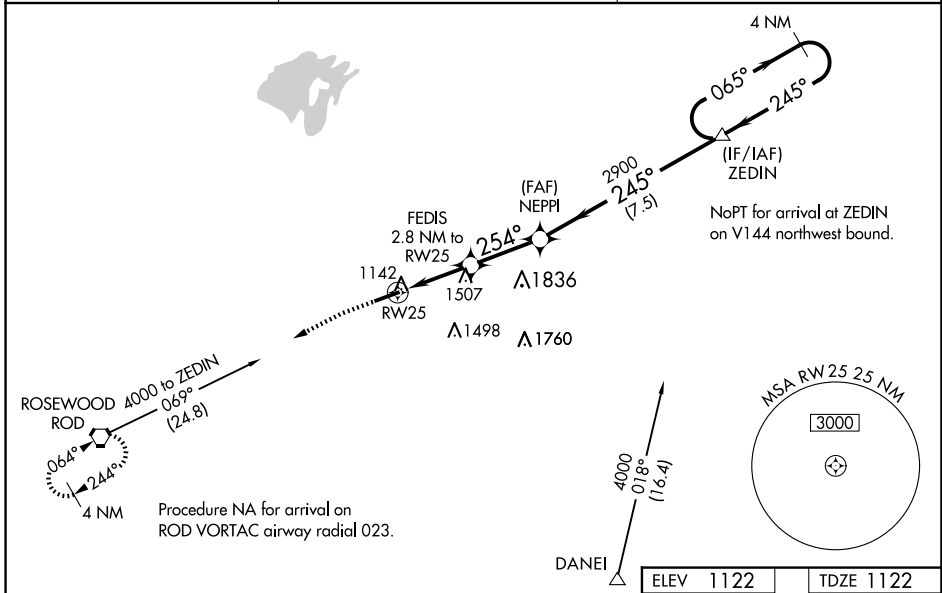 4 NM
065°
245°
(IF/IAF)
ZEDIN
2900
245°
(7.5)
(FAF)
NEPPI
NoPT for arrival at ZEDIN
on V144 northwest bound.
FEDIS
2.8 NM to
RW25
254°
1142
1507
1836
RW25
1498
1760
4000 to ZEDIN
069°
(24.8)
ROSEWOOD
ROD
064°
244°
4 NM
Procedure NA for arrival on
ROD VORTAC airway radial 023.
4000
018°
(16.4)
DANEI
MSA RW25 25 NM
3000
ELEV 1122
TDZE 1122